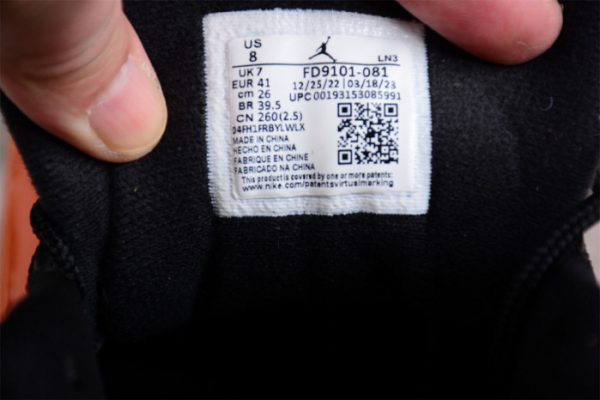 US
8
LN3
UK 7
FD9101-081
EUR 41
12/25/22 | 03/18/23
cm 26
UPC 00193153085991
BR 39.5
CN 260(2.5)
04FH1FRBYLWLX
MADE IN CHINA
HECHO EN CHINA
FABRIQUE EN CHINE
FABRICADO NA CHINA
This product is covered by one or more patents:
www.nike.com/patentsvirtualmarking